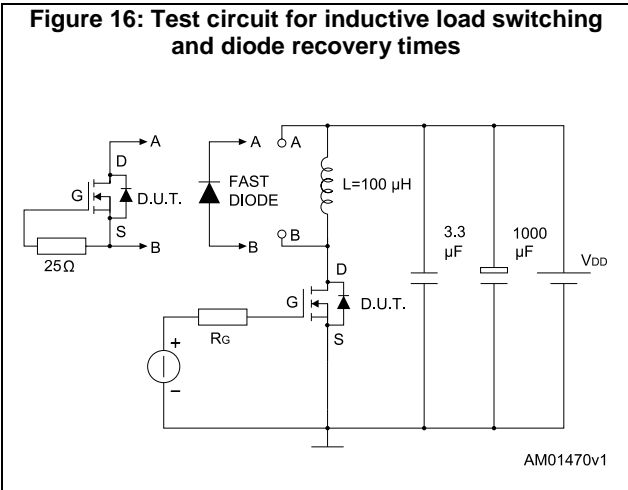 Figure 16: Test circuit for inductive load switching
and diode recovery times
A
D
G
D.U.T.
S
B
25Ω
A
FAST
DIODE
B
A
L=100 µH
B
D
G
D.U.T.
S
RG
+
−
3.3
µF
1000
µF
VDD
AM01470v1